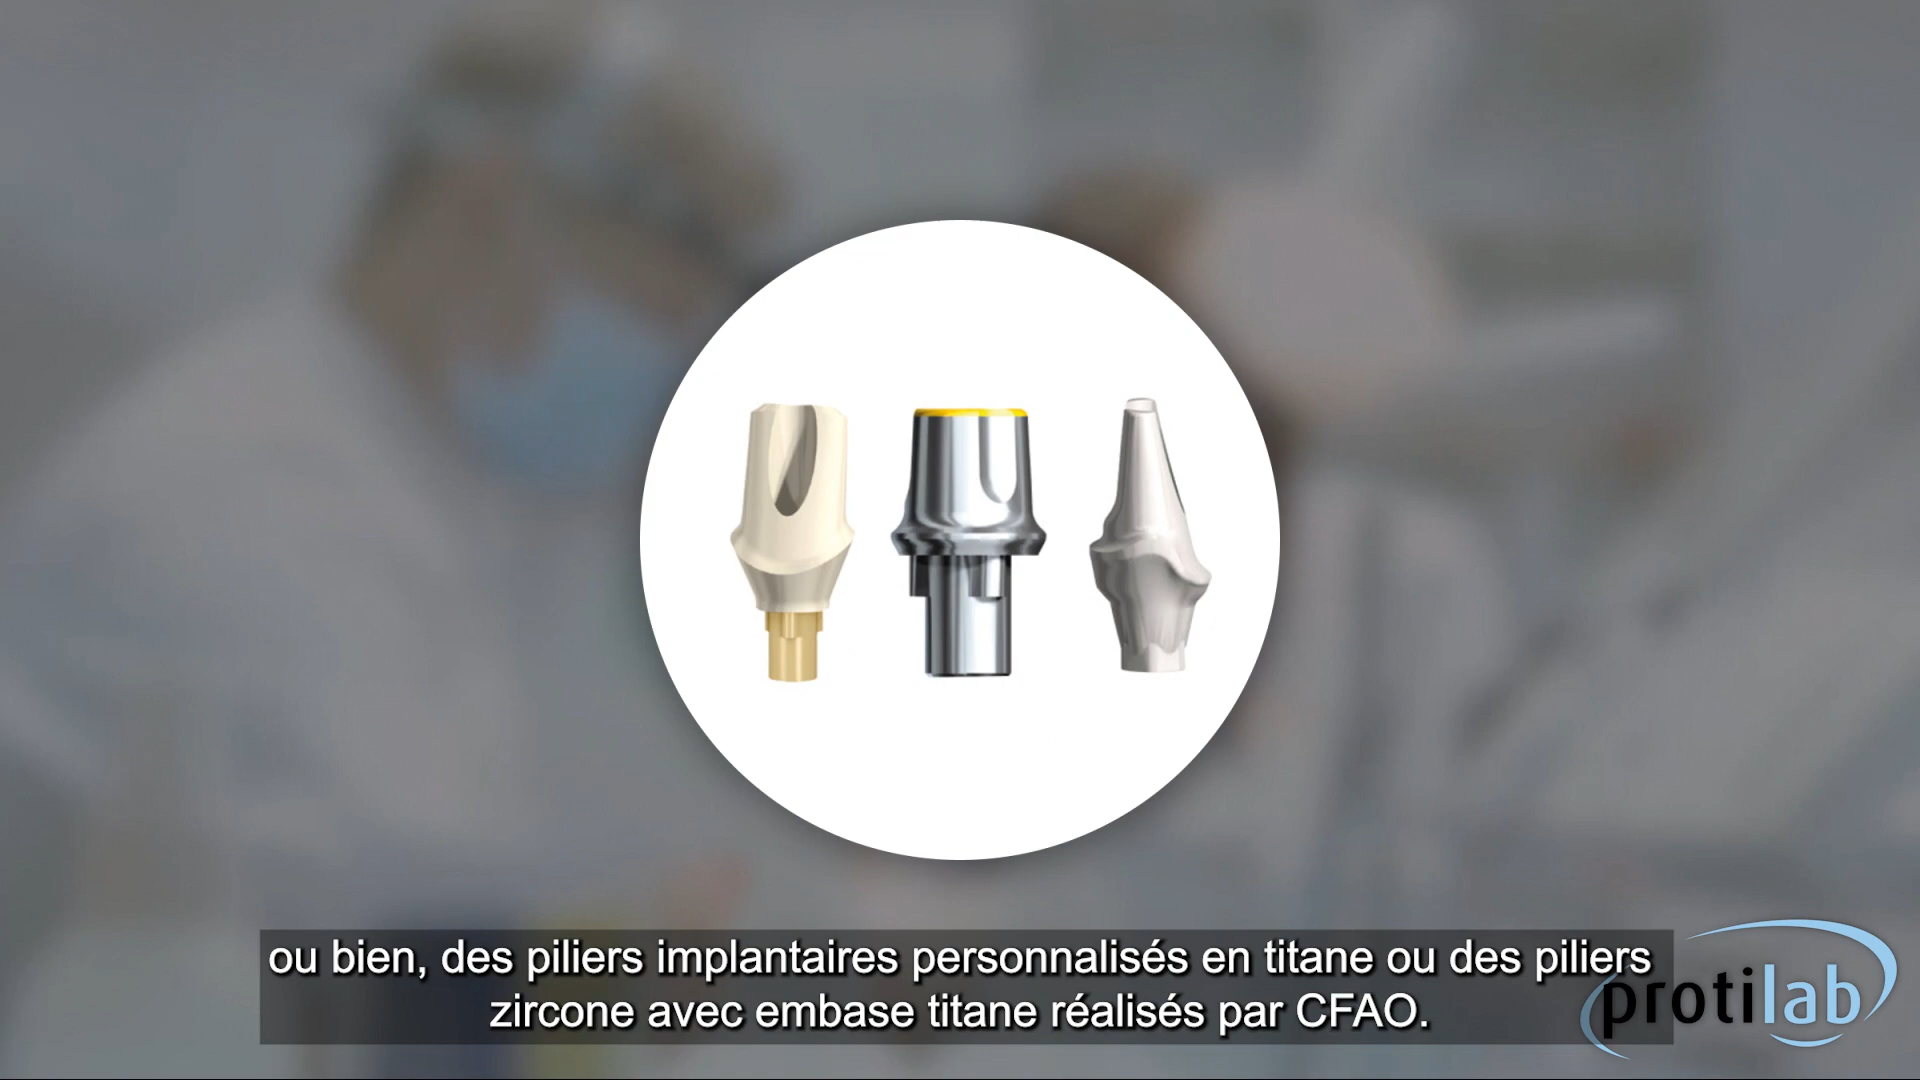 ou bien, des piliers implantaires personnalisés en titane ou des piliers
zircone avec embase titane réalisés par CFAO.
protilab